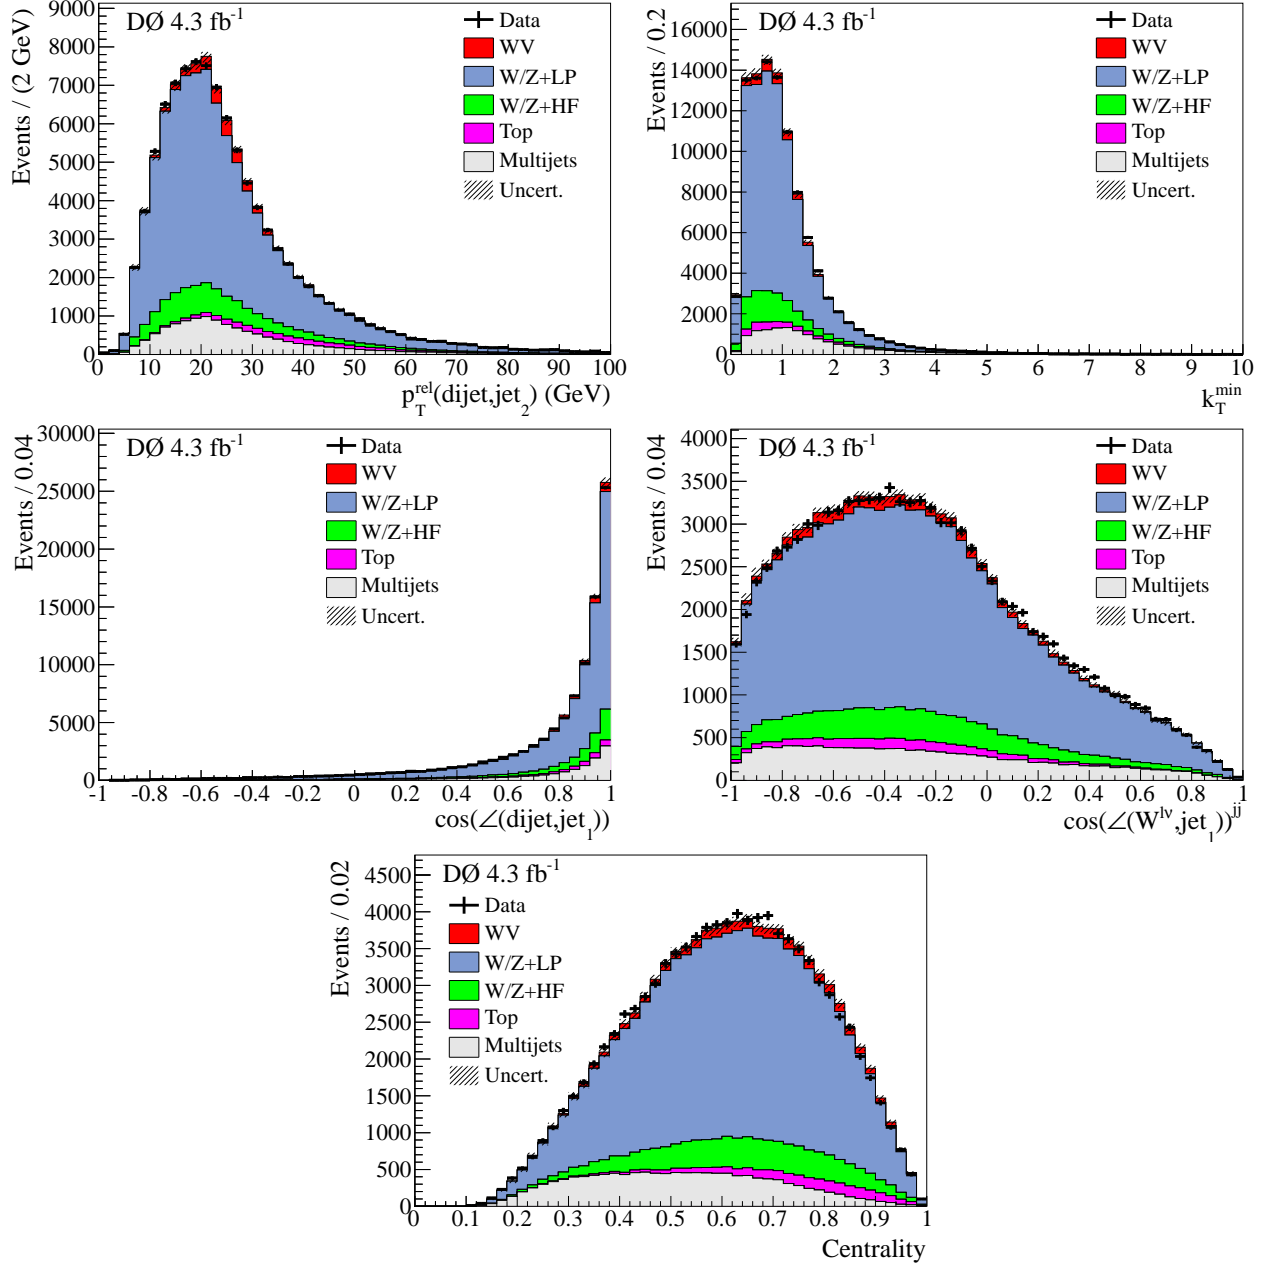 DØ 4.3 fb-1
Data
WV
W/Z+LP
W/Z+HF
Top
Multijets
Uncert.
Events / (2 GeV)
9000
8000
7000
6000
5000
4000
3000
2000
1000
0
0 10 20 30 40 50 60 70 80 90 100
p_T^rel(dijet,jet_2) (GeV)
DØ 4.3 fb-1
Data
WV
W/Z+LP
W/Z+HF
Top
Multijets
Uncert.
Events / 0.2
16000
14000
12000
10000
8000
6000
4000
2000
0
0 1 2 3 4 5 6 7 8 9 10
k_T^min
DØ 4.3 fb-1
Data
WV
W/Z+LP
W/Z+HF
Top
Multijets
Uncert.
Events / 0.04
30000
25000
20000
15000
10000
5000
0
-1 -0.8 -0.6 -0.4 -0.2 0 0.2 0.4 0.6 0.8 1
cos(∠(dijet,jet_1))
DØ 4.3 fb-1
Data
WV
W/Z+LP
W/Z+HF
Top
Multijets
Uncert.
Events / 0.04
4000
3500
3000
2500
2000
1500
1000
500
0
-1 -0.8 -0.6 -0.4 -0.2 0 0.2 0.4 0.6 0.8 1
cos(∠(W^lν,jet_1))^jj
DØ 4.3 fb-1
Data
WV
W/Z+LP
W/Z+HF
Top
Multijets
Uncert.
Events / 0.02
4500
4000
3500
3000
2500
2000
1500
1000
500
0
0 0.1 0.2 0.3 0.4 0.5 0.6 0.7 0.8 0.9 1
Centrality